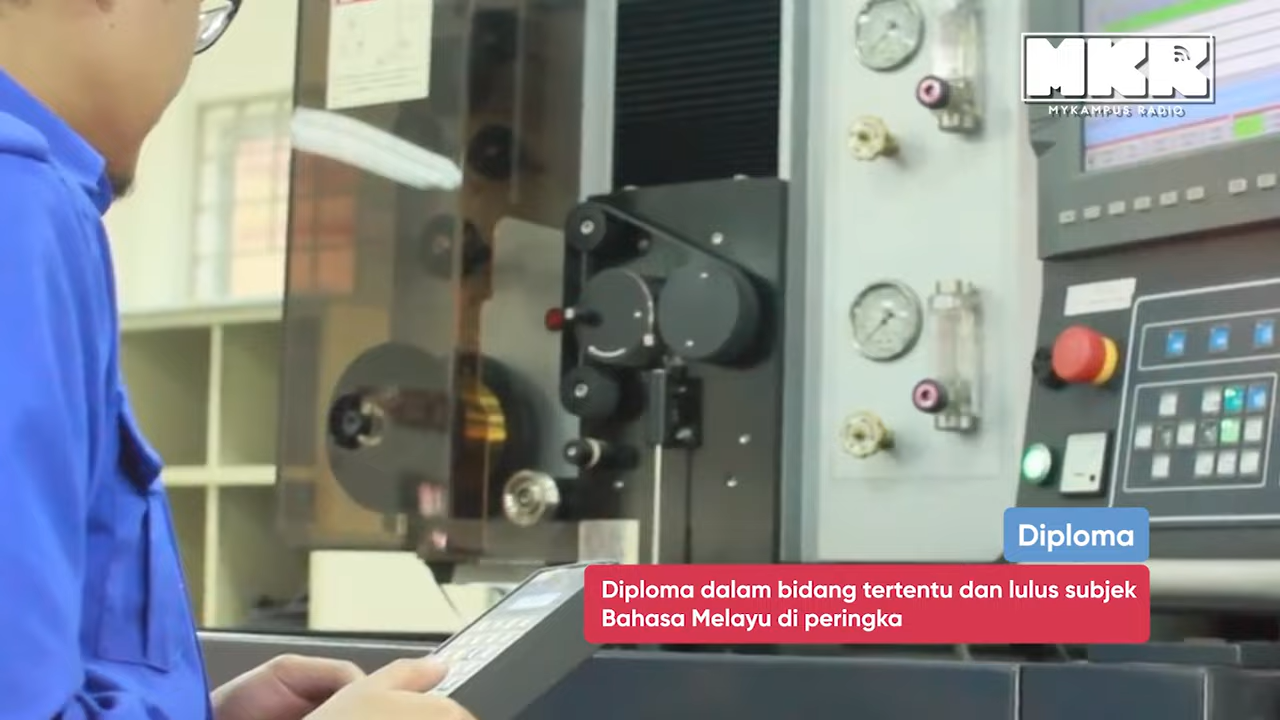 MKR
MYKAMPUS RADIO
Diploma
Diploma dalam bidang tertentu dan lulus subjek
Bahasa Melayu di peringka